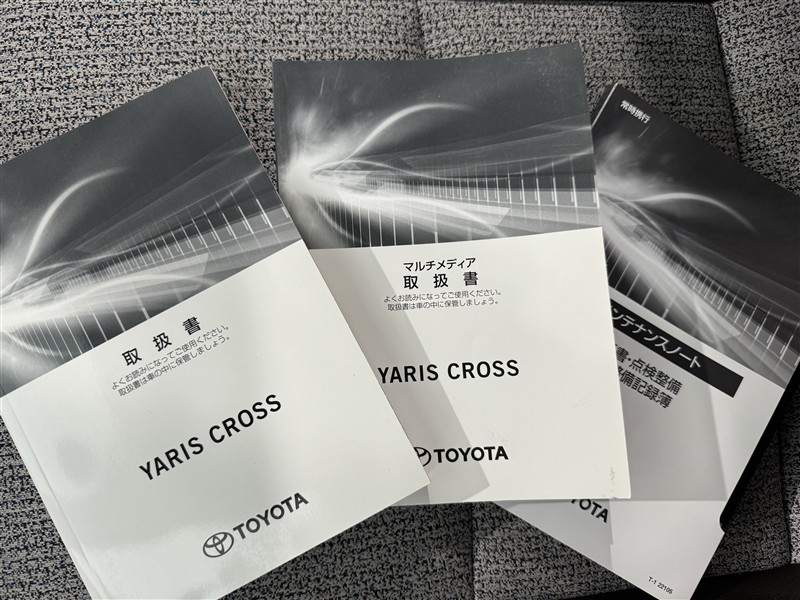 取扱書
よくお読みになってご使用ください。
取扱書は車の中に保管しましょう。
YARIS CROSS
TOYOTA
マルチメディア
取扱書
よくお読みになってご使用ください。
取扱書は車の中に保管しましょう。
YARIS CROSS
TOYOTA
常時携行
ンテナンスノート
書・点検整備
備記録簿
TOYOTA
T-1 22105